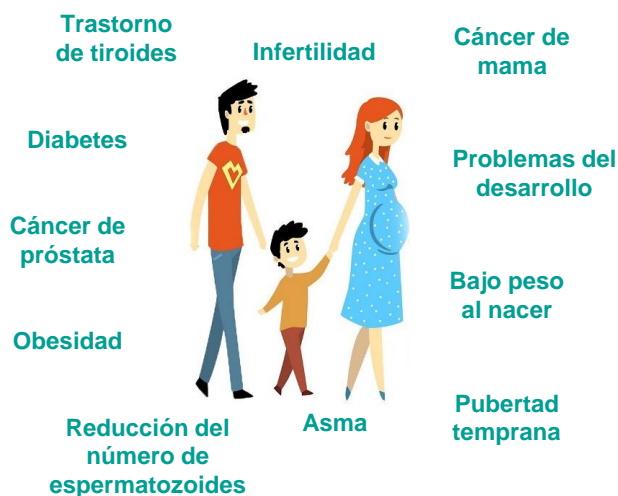 Trastorno
de tiroides
Infertilidad
Cáncer de
mama
Diabetes
Problemas del
desarrollo
Cáncer de
próstata
Bajo peso
al nacer
Obesidad
Pubertad
temprana
Asma
Reducción del
número de
espermatozoides